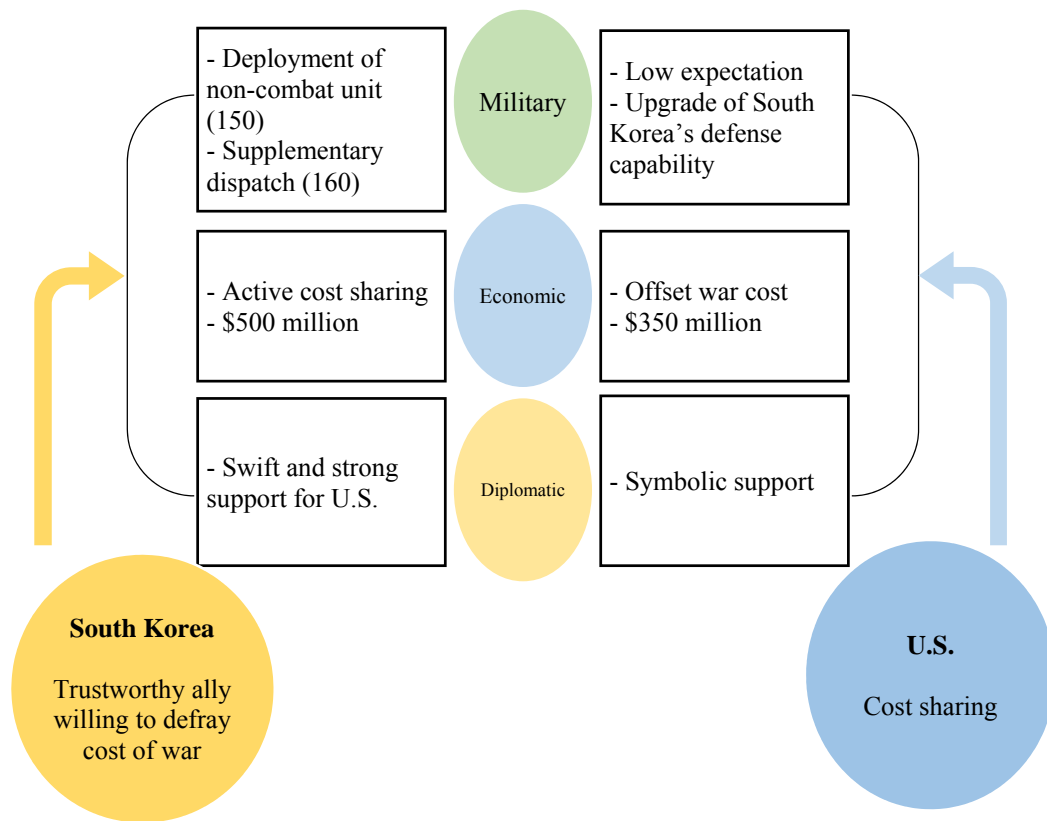 - Deployment of
non-combat unit
(150)
- Supplementary
dispatch (160)
Military
- Low expectation
- Upgrade of South
Korea's defense
capability
- Active cost sharing
- $500 million
Economic
- Offset war cost
- $350 million
- Swift and strong
support for U.S.
Diplomatic
- Symbolic support
South Korea
Trustworthy ally
willing to defray
cost of war
U.S.
Cost sharing